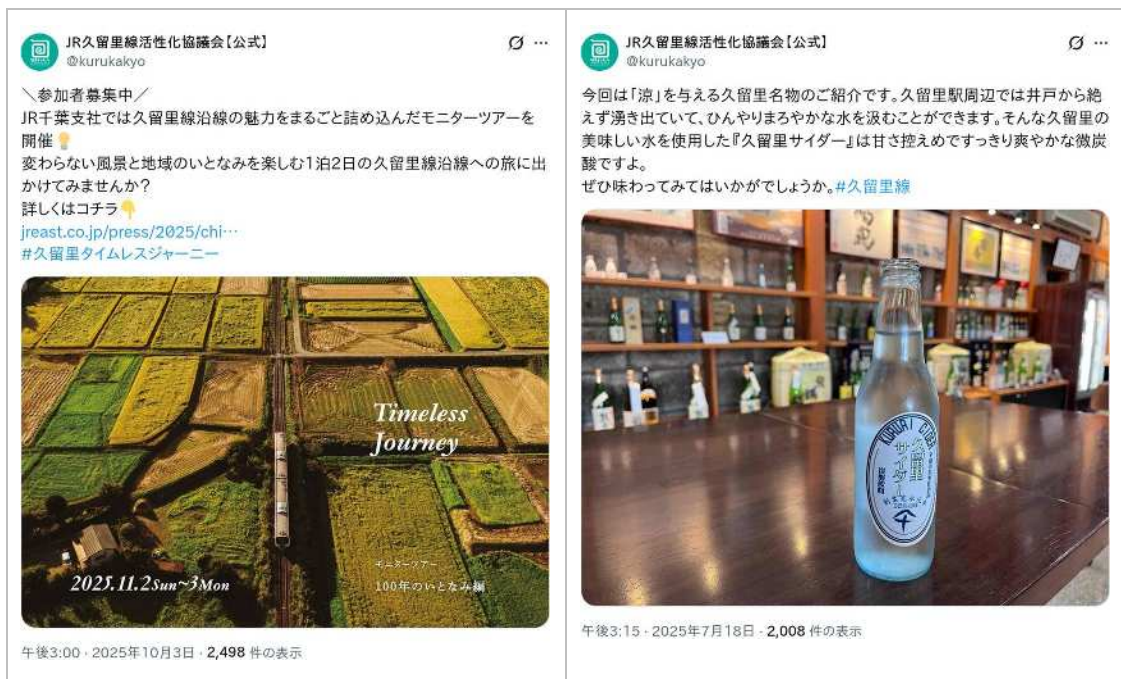 JR久留里線活性化協議会【公式】
@kurukakyo
＼参加者募集中／
JR千葉支社では久留里線沿線の魅力をまるごと詰め込んだモニターツアーを
開催💡
変わらない風景と地域のいとなみを楽しむ1泊2日の久留里線沿線への旅に出
かけてみませんか？
詳しくはコチラ👇
jreast.co.jp/press/2025/chi…
#久留里タイムレスジャーニー
Timeless
Journey
モニターツアー
2025.11.2Sun~3Mon
100年のいとなみ編
午後3:00 · 2025年10月3日 · 2,498 件の表示
JR久留里線活性化協議会【公式】
@kurukakyo
今回は「涼」を与える久留里名物のご紹介です。久留里駅周辺では井戸から絶
えず湧き出ていて、ひんやりまろやかな水を汲むことができます。そんな久留里の
美味しい水を使用した『久留里サイダー』は甘さ控えめですっきり爽やかな微炭
酸ですよ。
ぜひ味わってみてはいかがでしょうか。#久留里線
KURURI CIDER
久留里
サイダー
午後3:15 · 2025年7月18日 · 2,008 件の表示